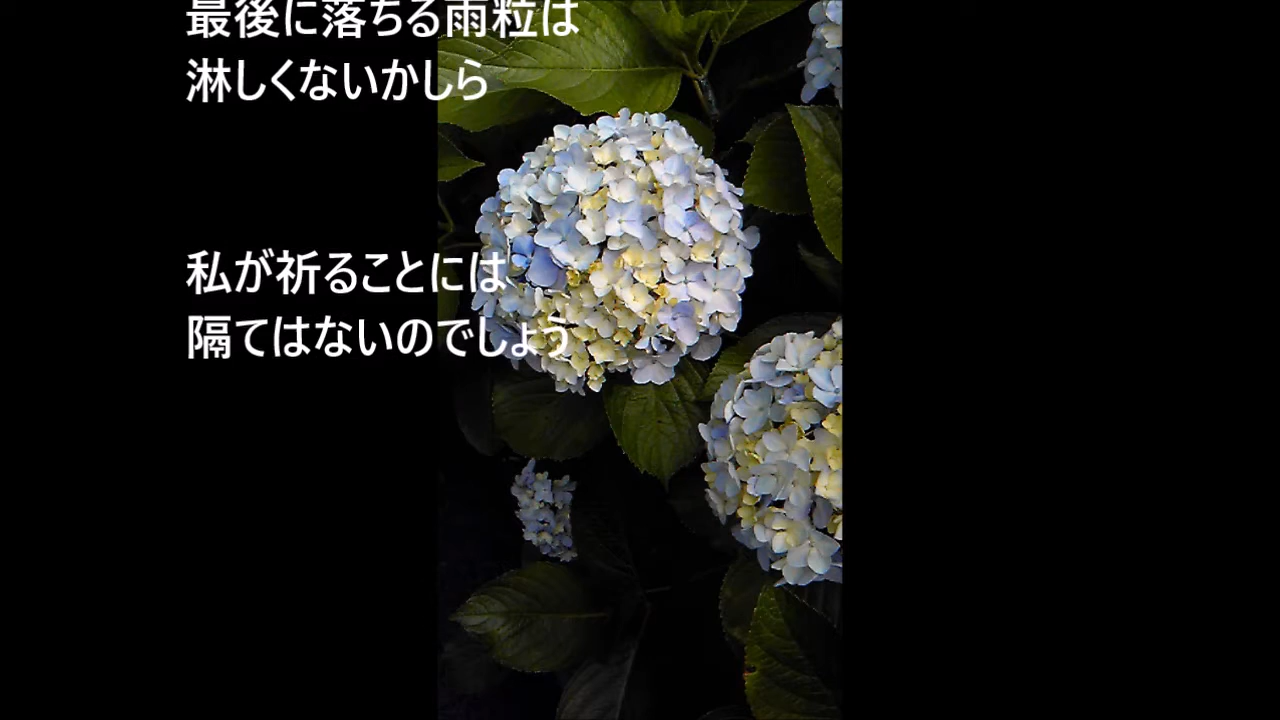 最後に落ちる雨粒は
淋しくないかしら
私が祈ることには
隔てはないのでしょう